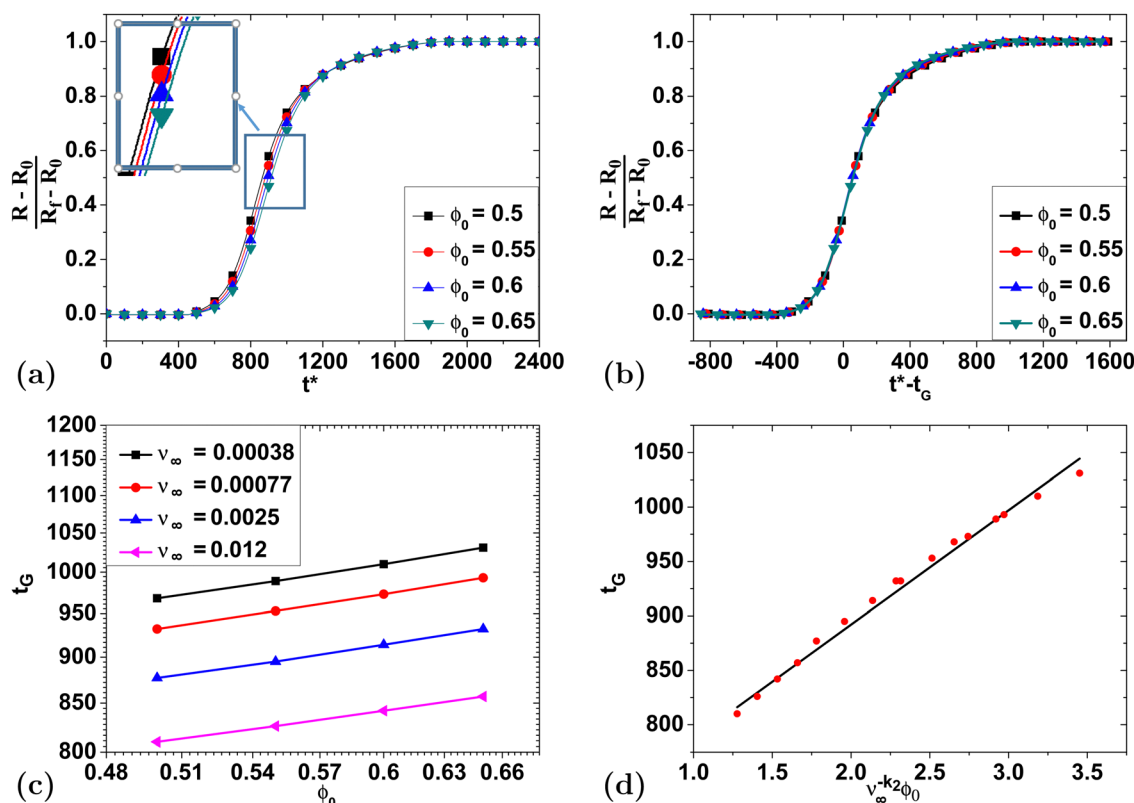 1.0
0.8
0.6
0.4
0.2
0.0
R - R₀
R_f - R₀
ϕ₀ = 0.5
ϕ₀ = 0.55
ϕ₀ = 0.6
ϕ₀ = 0.65
0 400 800 1200 1600 2000 2400
t*
(a)
1.0
0.8
0.6
0.4
0.2
0.0
R - R₀
R_f - R₀
ϕ₀ = 0.5
ϕ₀ = 0.55
ϕ₀ = 0.6
ϕ₀ = 0.65
-800 -400 0 400 800 1200 1600
t*-t_G
(b)
1200
1150
1100
1050
1000
950
900
850
800
t_G
ν∞ = 0.00038
ν∞ = 0.00077
ν∞ = 0.0025
ν∞ = 0.012
0.48 0.51 0.54 0.57 0.6 0.63 0.66
ϕ₀
(c)
1050
1000
950
900
850
800
t_G
1.0 1.5 2.0 2.5 3.0 3.5
ν∞^-k₂ϕ₀
(d)